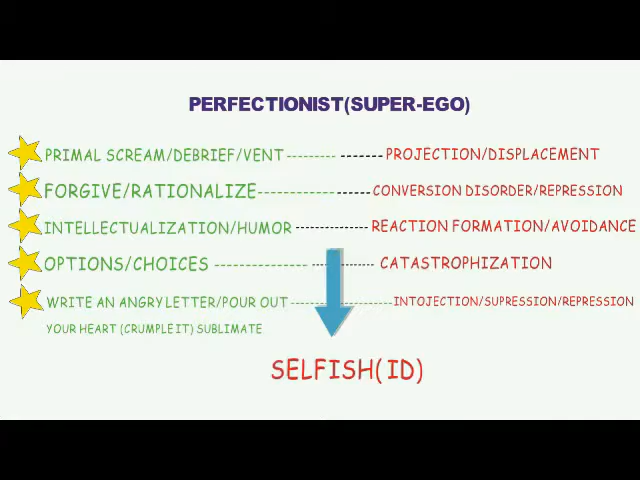 PERFECTIONIST(SUPER-EGO)
PRIMAL SCREAM/DEBRIEF/VENT -------- ------- PROJECTION/DISPLACEMENT
FORGIVE/RATIONALIZE ------------- ------ CONVERSION DISORDER/REPRESSION
INTELLECTUALIZATION/HUMOR ------------- REACTION FORMATION/AVOIDANCE
OPTIONS/CHOICES --------------- ---------- CATASTROPHIZATION
WRITE AN ANGRY LETTER/POUR OUT ------------------- INTOJECTION/SUPRESSION/REPRESSION
YOUR HEART (CRUMPLE IT) SUBLIMATE
SELFISH(ID)